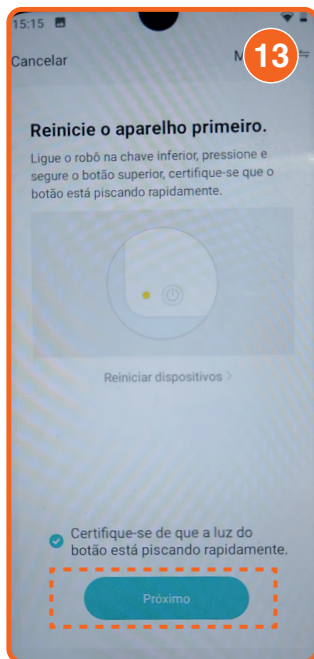 15:15
Cancelar
M
13
Reinicie o aparelho primeiro.
Ligue o robô na chave inferior, pressione e
segure o botão superior, certifique-se que o
botão está piscando rapidamente.
Reiniciar dispositivos >
Certifique-se de que a luz do
botão está piscando rapidamente.
Próximo